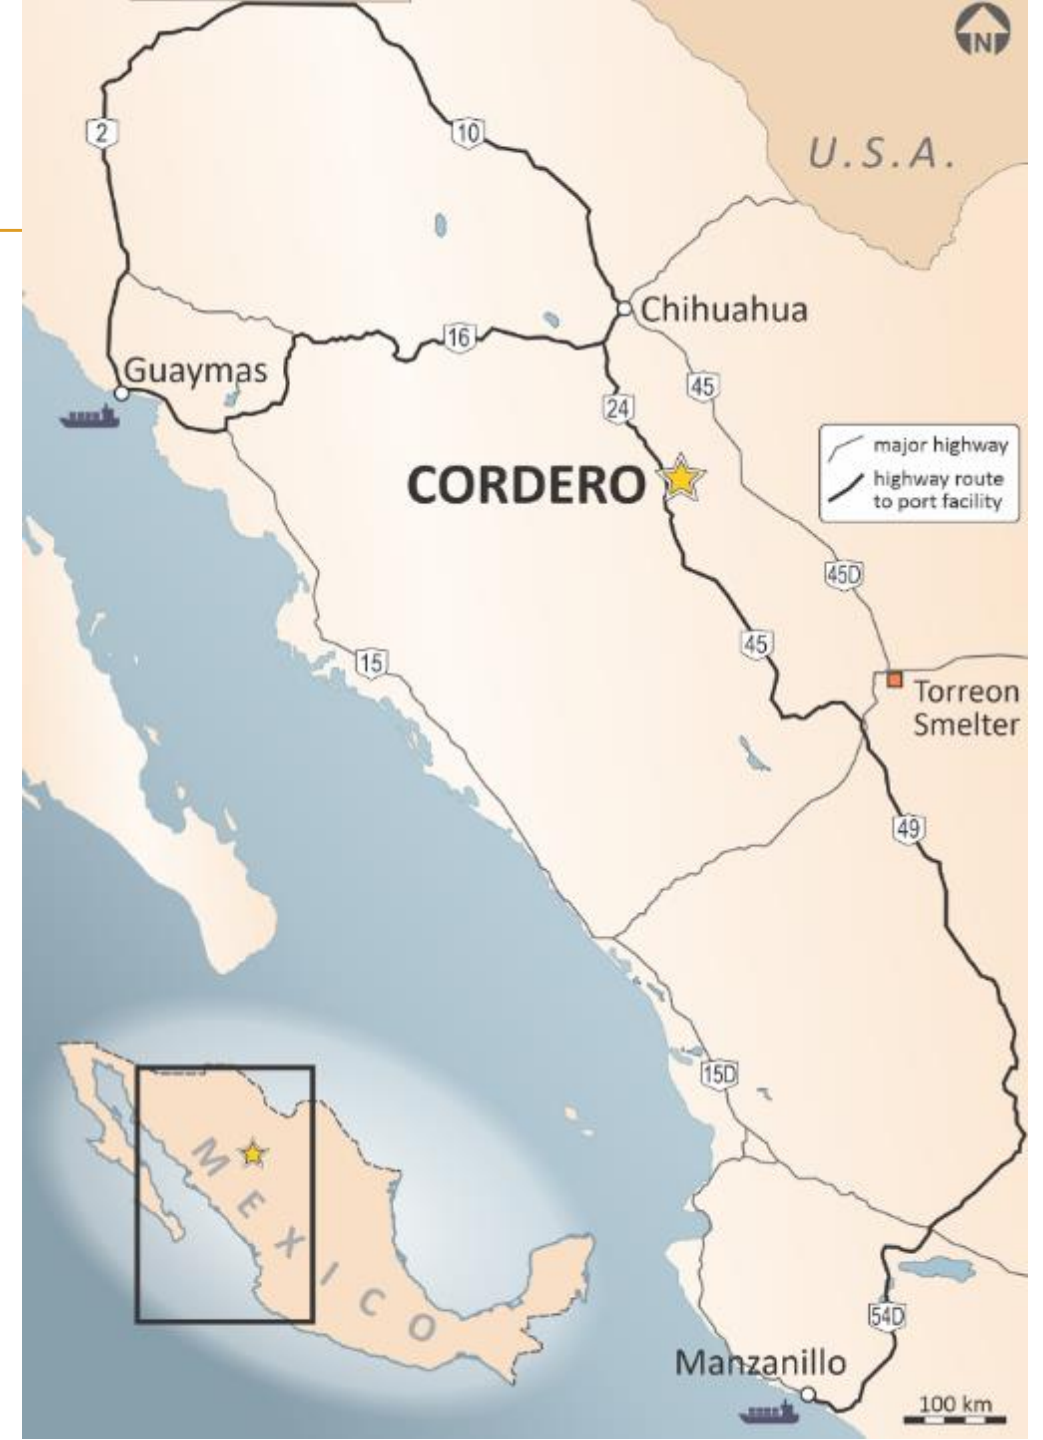 N
U.S.A.
2
10
Chihuahua
16
Guaymas
45
24
major highway
highway route
to port facility
CORDERO
45D
45
15
Torreon
Smelter
49
15D
MEXICO
54D
Manzanillo
100 km